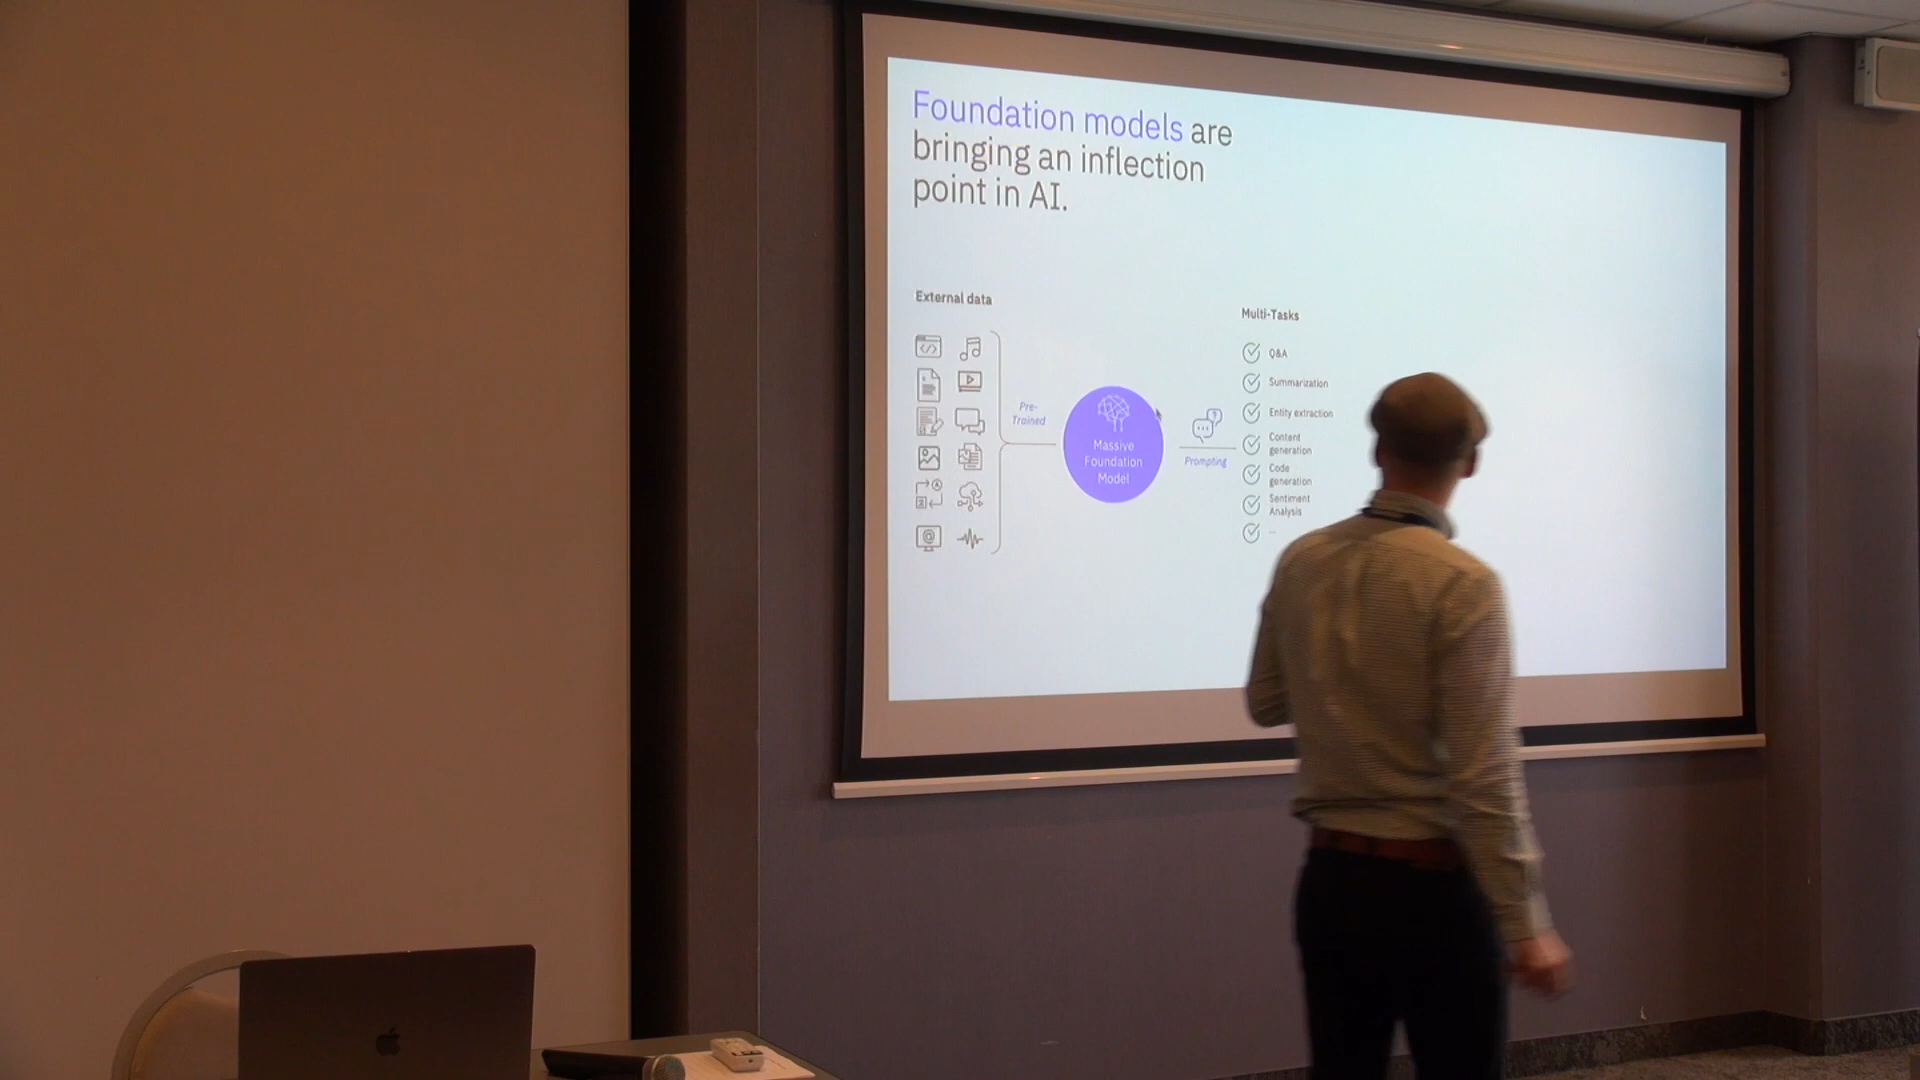 Foundation models are
bringing an inflection
point in AI.
External data
Pre-
Trained
Massive
Foundation
Model
Prompting
Multi-Tasks
Q&A
Summarization
Entity extraction
Content
generation
Code
generation
Sentiment
Analysis
...